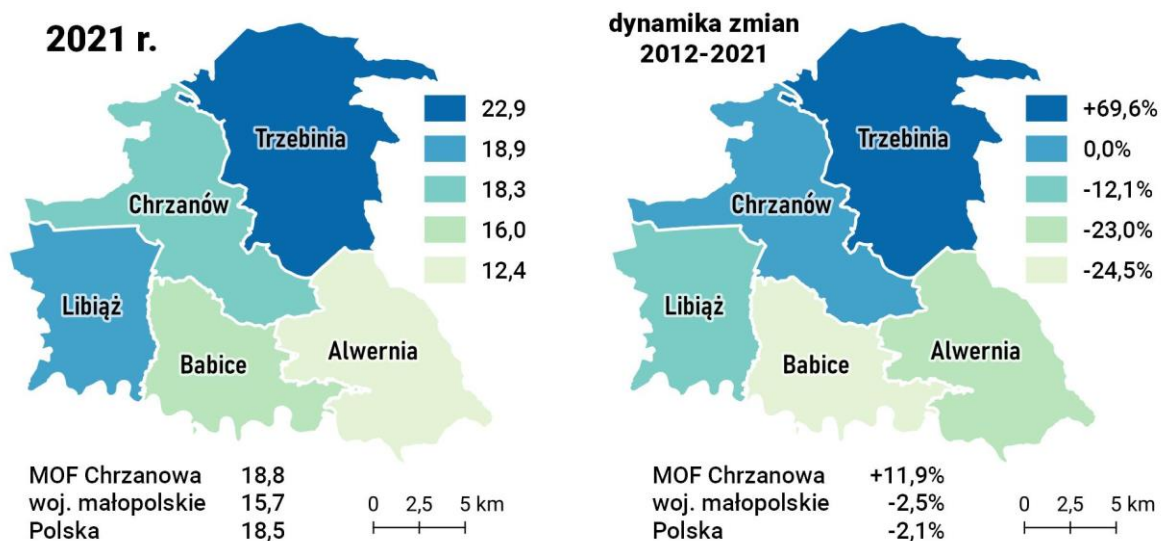 2021 r.
22,9
18,9
18,3
16,0
12,4
Trzebinia
Chrzanów
Libiąż
Babice
Alwernia
MOF Chrzanowa 18,8
woj. małopolskie 15,7
Polska 18,5
0 2,5 5 km
dynamika zmian
2012-2021
+69,6%
0,0%
-12,1%
-23,0%
-24,5%
Trzebinia
Chrzanów
Libiąż
Babice
Alwernia
MOF Chrzanowa +11,9%
woj. małopolskie -2,5%
Polska -2,1%
0 2,5 5 km